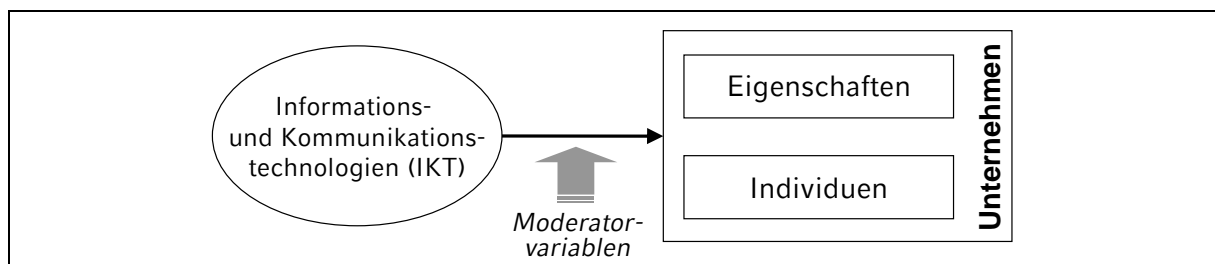 Informations-
und Kommunikations-
technologien (IKT)
Moderator-
variablen
Eigenschaften
Individuen
Unternehmen